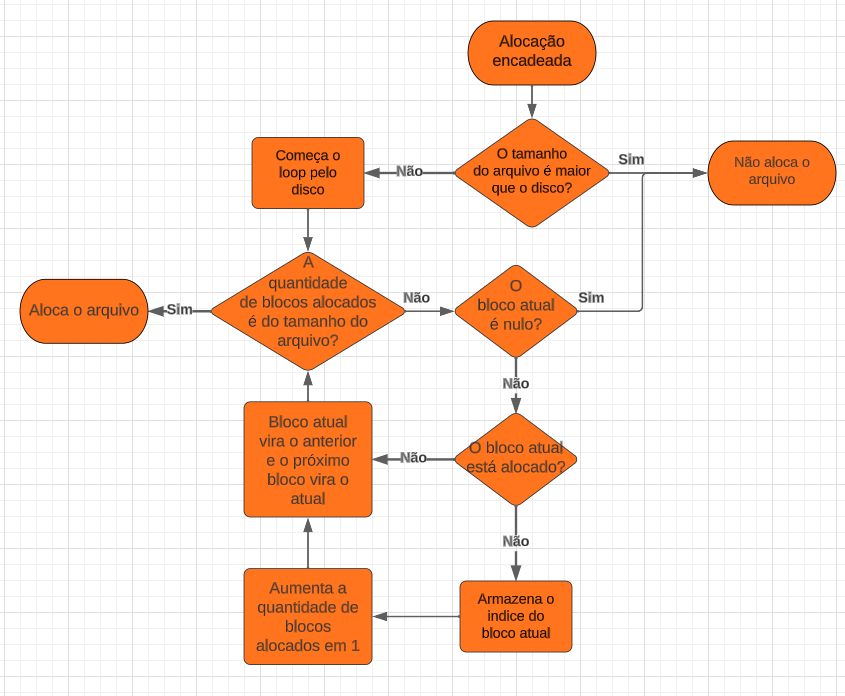 Alocação
encadeada
O tamanho
do arquivo é maior
que o disco?
Sim
Não aloca o
arquivo
Não
Começa o
loop pelo
disco
A
quantidade
de blocos alocados
é do tamanho do
arquivo?
Sim
Aloca o arquivo
Não
O
bloco atual
é nulo?
Sim
Não
O bloco atual
está alocado?
Não
Bloco atual
vira o anterior
e o próximo
bloco vira o
atual
Não
Armazena o
indice do
bloco atual
Aumenta a
quantidade de
blocos
alocados em 1